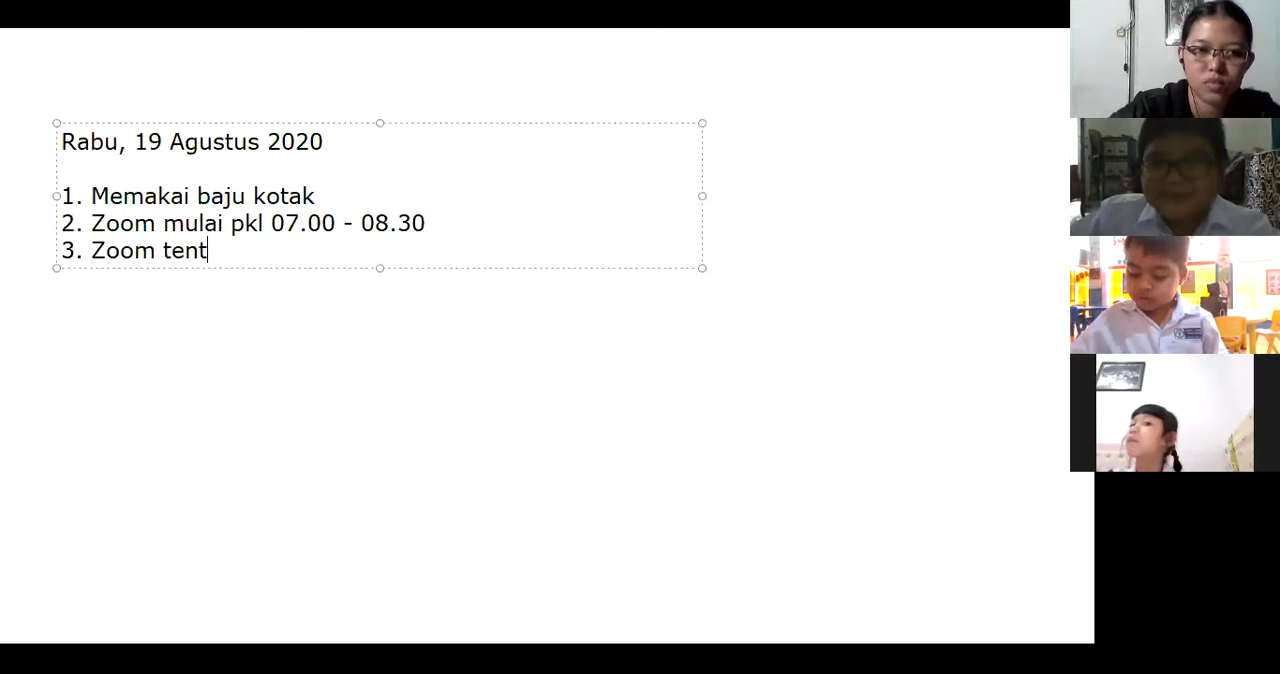 Rabu, 19 Agustus 2020
1. Memakai baju kotak
2. Zoom mulai pkl 07.00 - 08.30
3. Zoom tent